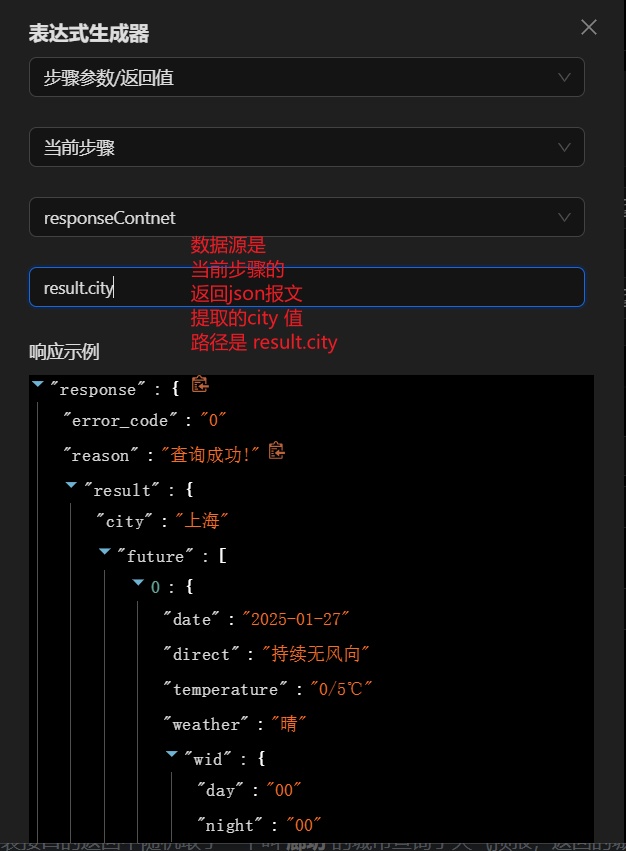 表达式生成器
步骤参数/返回值
当前步骤
responseContnet
数据源是
当前步骤的
result.city
返回json报文
提取的city 值
路径是 result.city
响应示例
"response" : {
"error_code" : "0"
"reason" : "查询成功!"
"result" : {
"city" : "上海"
"future" : [
0 : {
"date" : "2025-01-27"
"direct" : "持续无风向"
"temperature" : "0/5℃"
"weather" : "晴"
"wid" : {
"day" : "00"
"night" : "00"